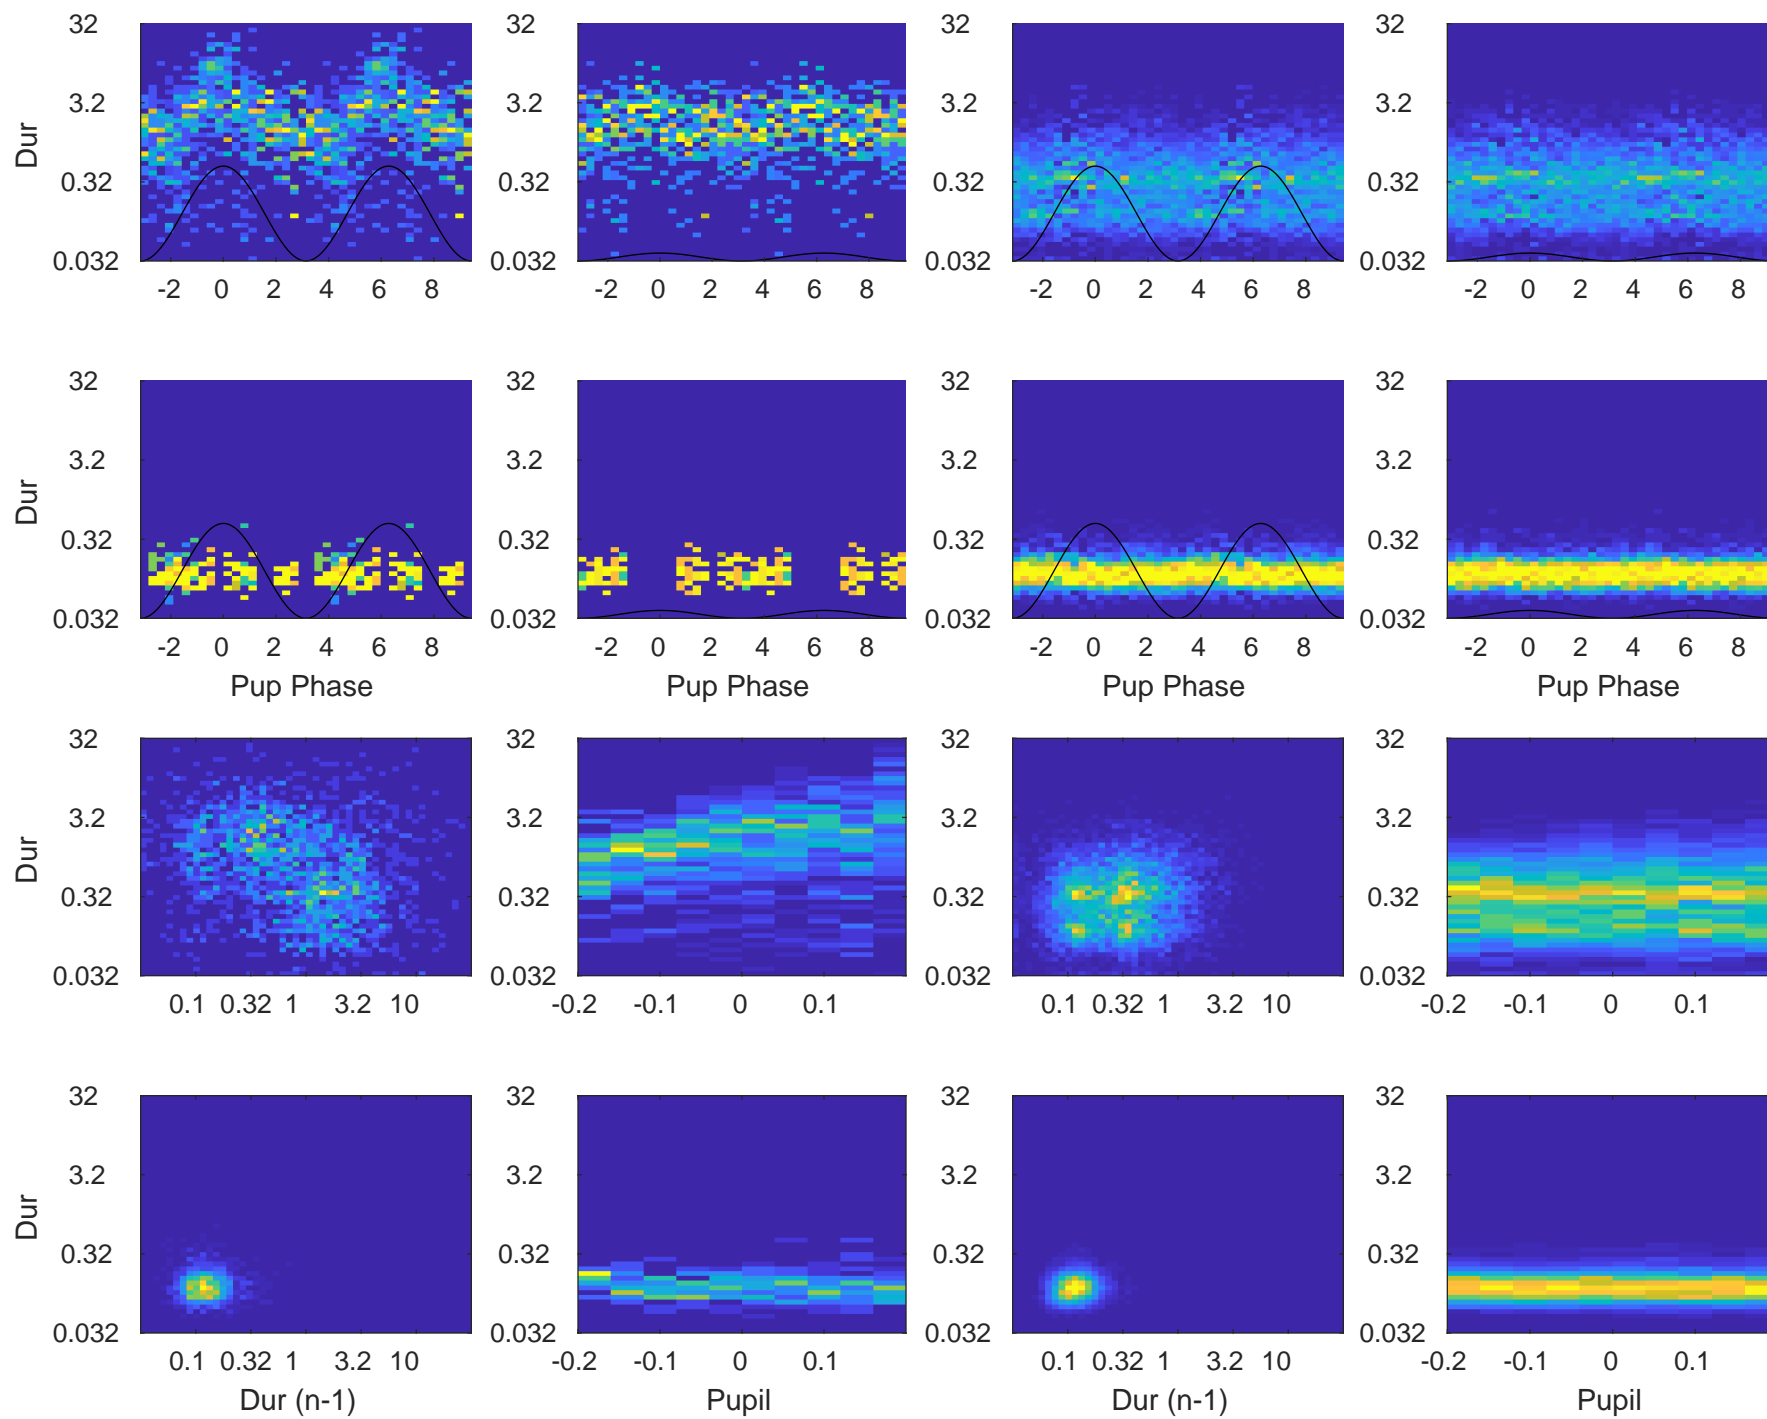 32 32 32 32
3.2 3.2 3.2 3.2
Dur
0.32 0.32 0.32 0.32
0.032 0.032 0.032 0.032
-2 0 2 4 6 8 -2 0 2 4 6 8 -2 0 2 4 6 8 -2 0 2 4 6 8
32 32 32 32
3.2 3.2 3.2 3.2
Dur
0.32 0.32 0.32 0.32
0.032 0.032 0.032 0.032
-2 0 2 4 6 8 -2 0 2 4 6 8 -2 0 2 4 6 8 -2 0 2 4 6 8
Pup Phase Pup Phase Pup Phase Pup Phase
32 32 32 32
3.2 3.2 3.2 3.2
Dur
0.32 0.32 0.32 0.32
0.032 0.032 0.032 0.032
0.1 0.32 1 3.2 10 -0.2 -0.1 0 0.1 0.1 0.32 1 3.2 10 -0.2 -0.1 0 0.1
32 32 32 32
3.2 3.2 3.2 3.2
Dur
0.32 0.32 0.32 0.32
0.032 0.032 0.032 0.032
0.1 0.32 1 3.2 10 -0.2 -0.1 0 0.1 0.1 0.32 1 3.2 10 -0.2 -0.1 0 0.1
Dur (n-1) Pupil Dur (n-1) Pupil